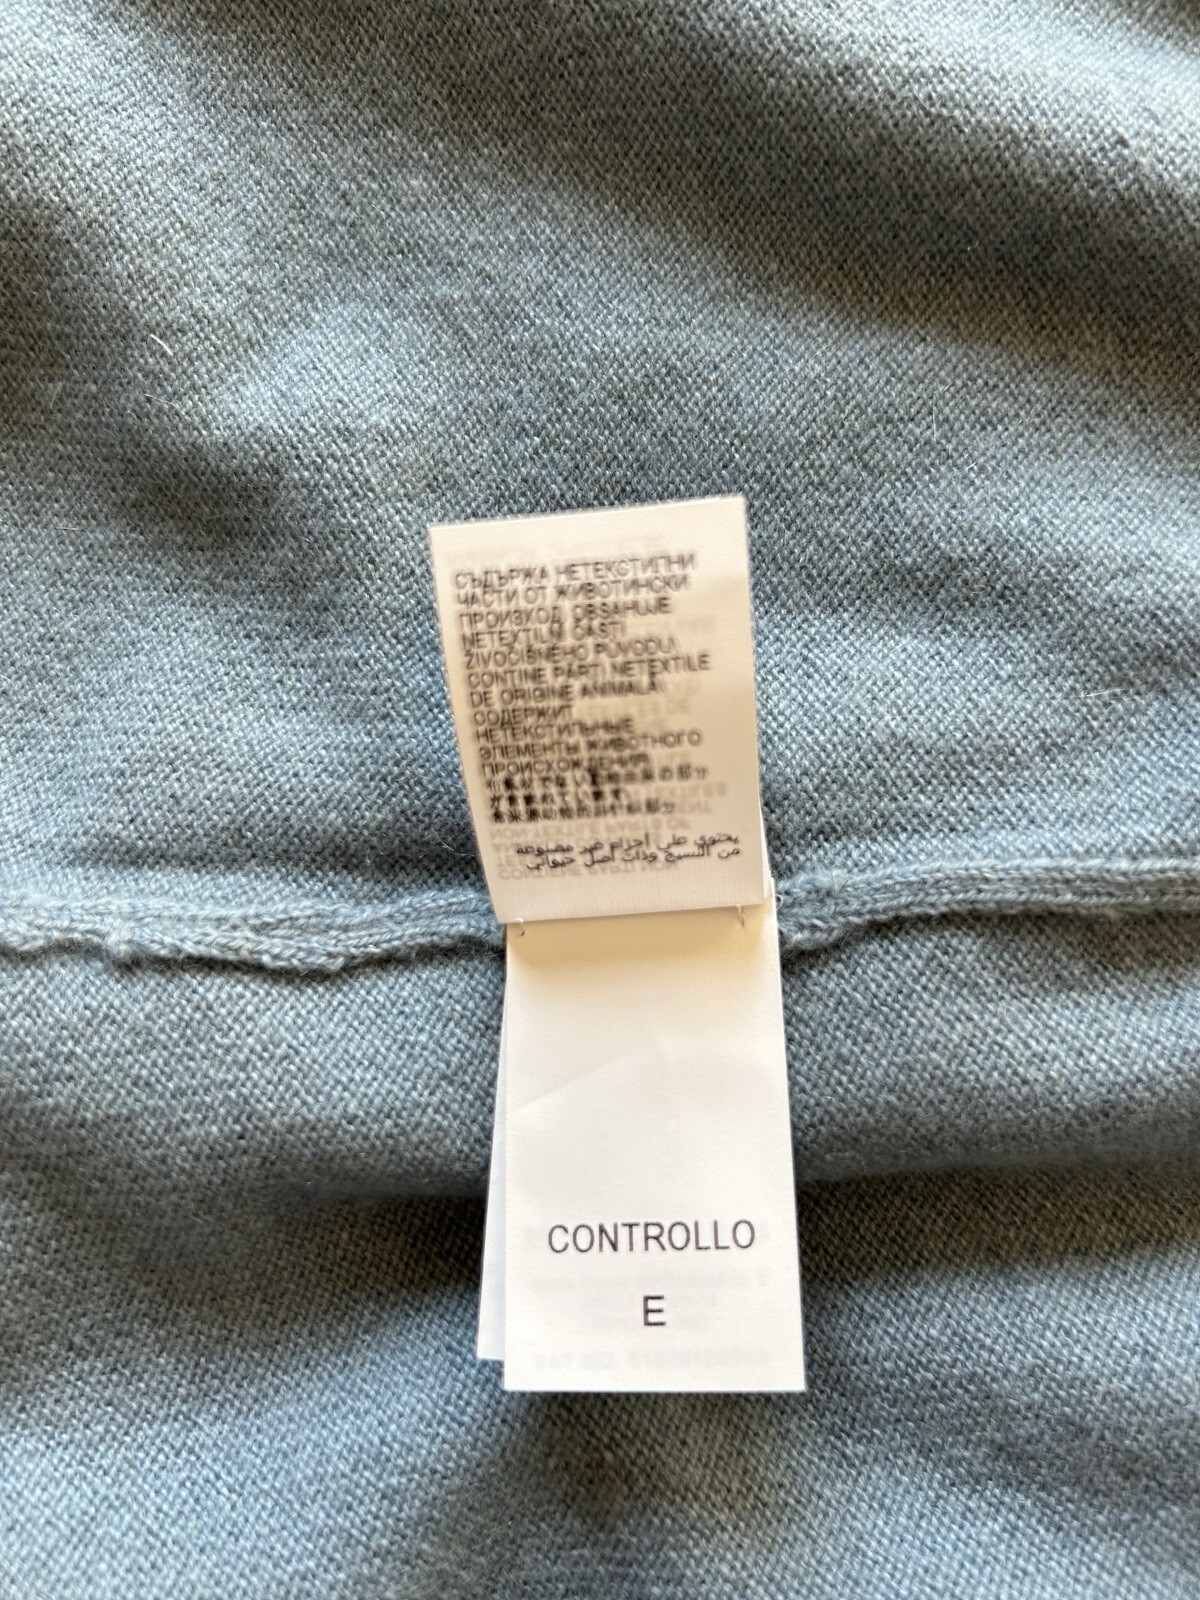 СЪДЪРЖА НЕТЕКСТИЛНИ
ЧАСТИ ОТ ЖИВОТИНСКИ
ПРОИЗХОД OBSAHUJE
NETEXTILNÍ ČÁSTI
ŽIVOČIŠNÉHO PŮVODU
CONTINE PĂRȚI NETEXTILE
DE ORIGINE ANIMALĂ
СОДЕРЖИТ
НЕТЕКСТИЛЬНЫЕ
ЭЛЕМЕНТЫ ЖИВОТНОГО
ПРОИСХОЖДЕНИЯ
يحتوي على أجزاء غير مصنوعة
من النسيج وذات أصل حيواني
CONTROLLO
E